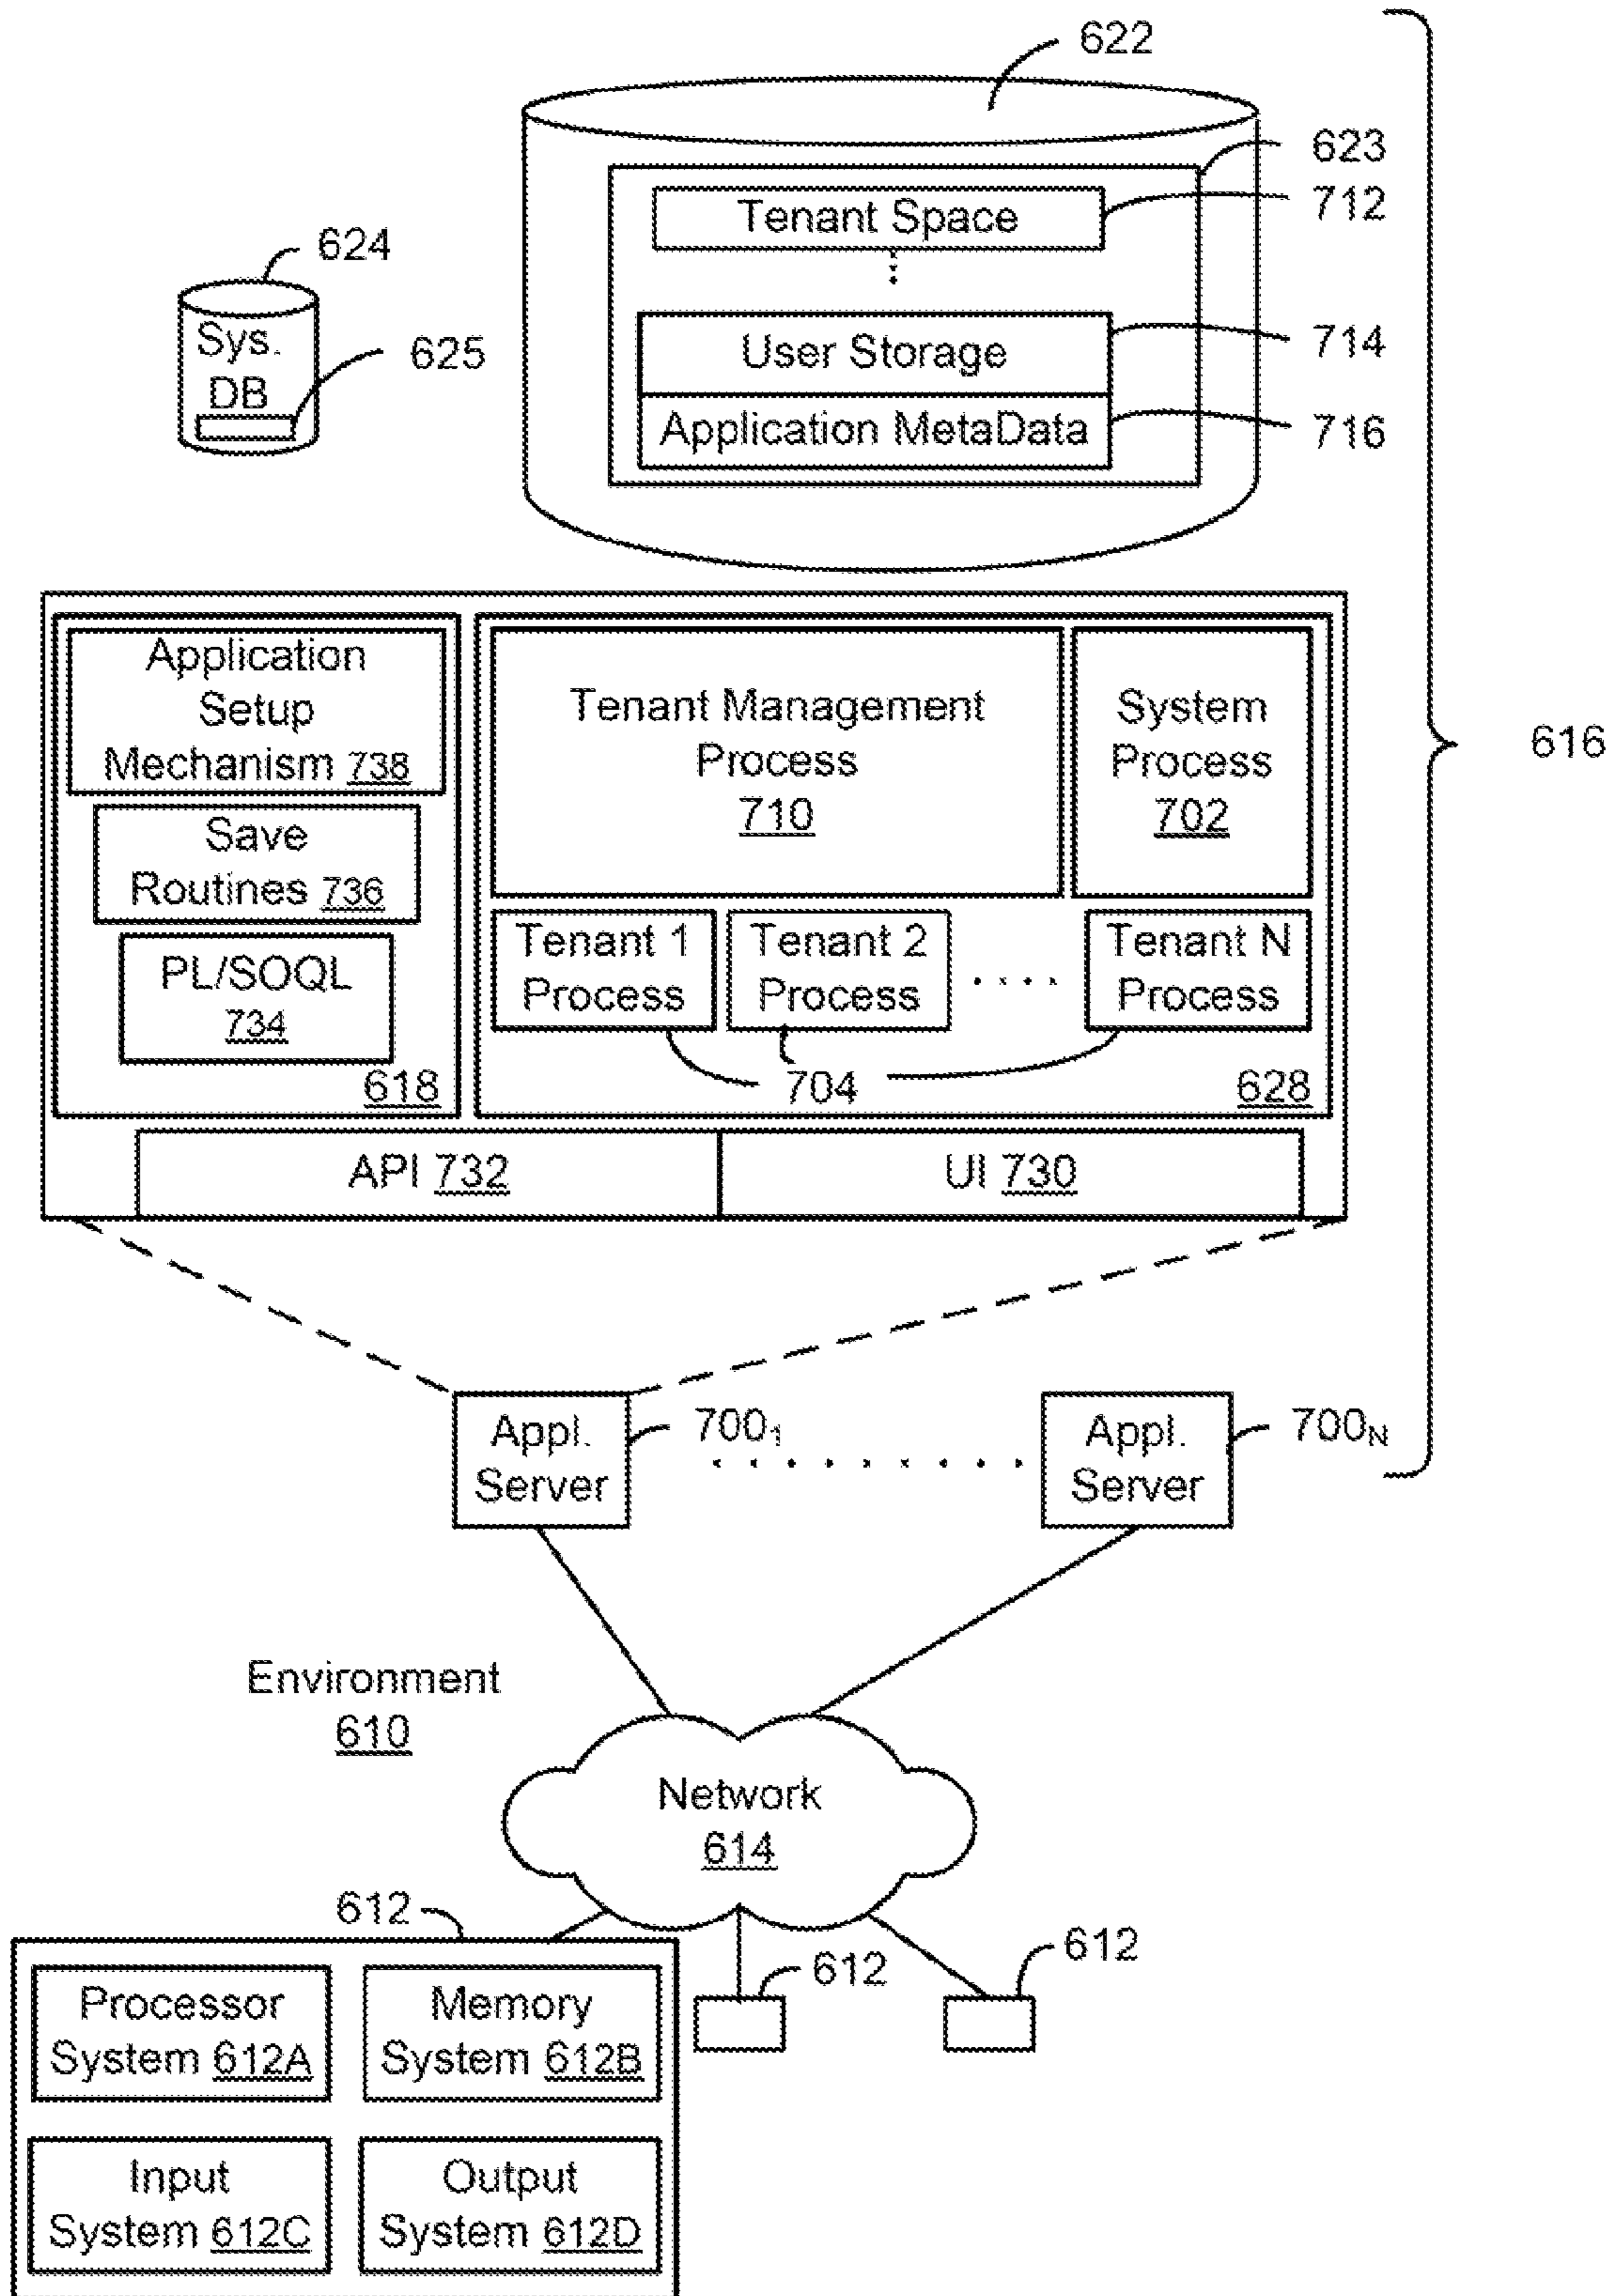 622
623
Tenant Space
712
624
Sys.
DB
625
User Storage
714
Application MetaData
716
Application
Setup
Mechanism 738
Tenant Management
Process
710
System
Process
702
616
Save
Routines 736
Tenant 1
Process
Tenant 2
Process
Tenant N
Process
PL/SOQL
734
704
618
628
API 732
UI 730
Appl.
Server
700₁
Appl.
Server
700N
Environment
610
Network
614
612
612
612
Processor
System 612A
Memory
System 612B
Input
System 612C
Output
System 612D